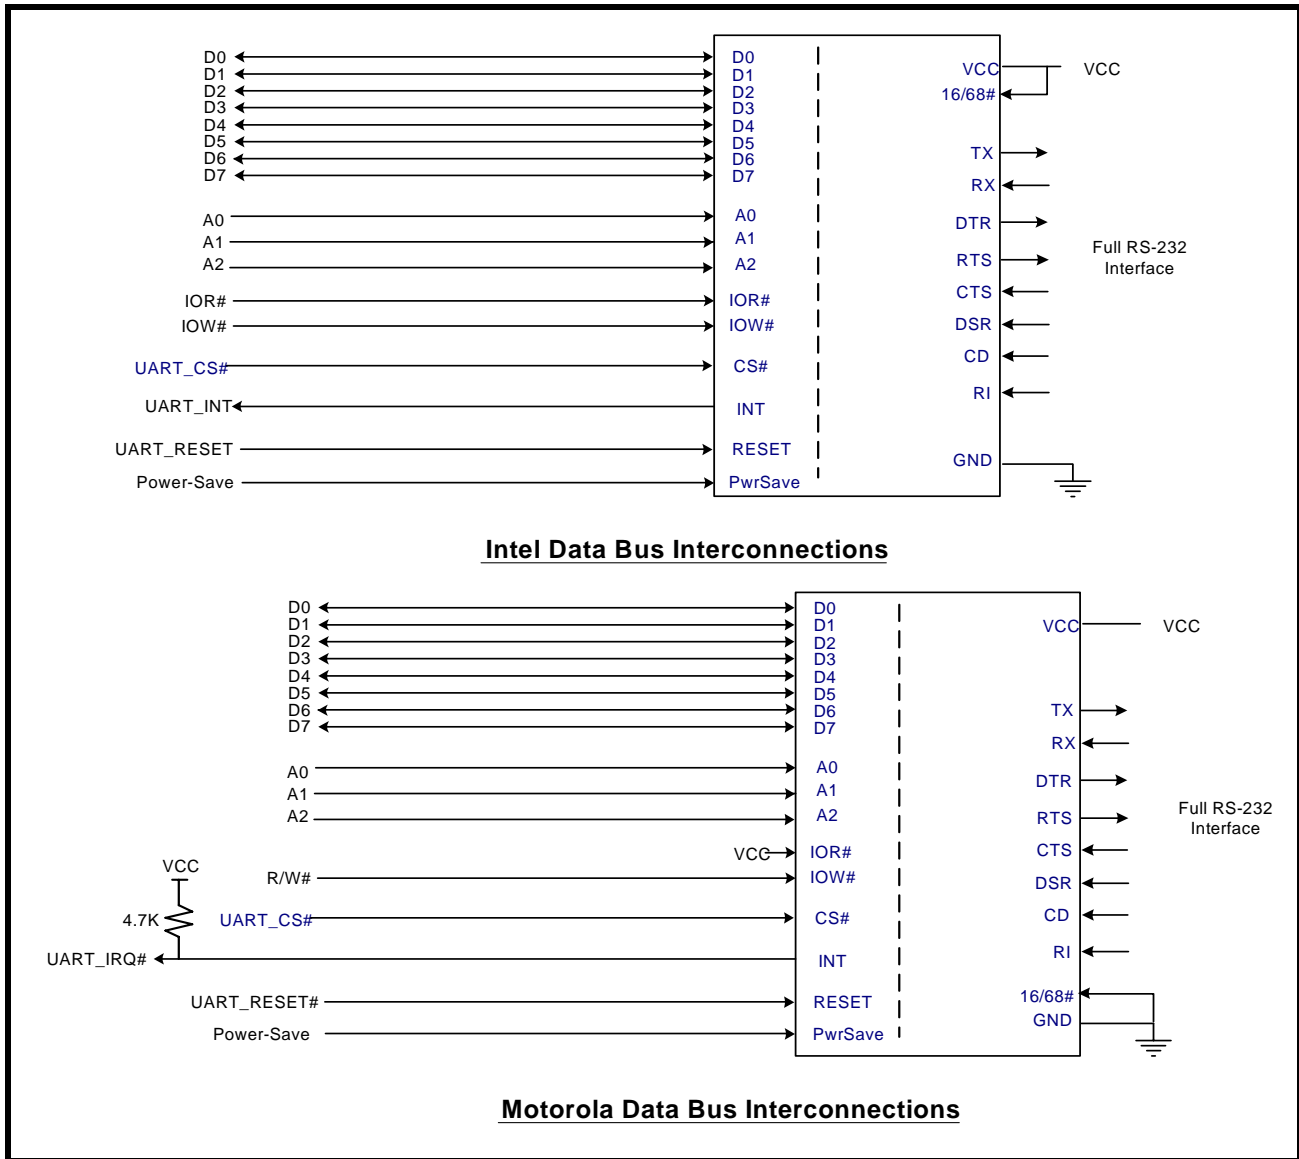 D0 D0
D1 D1
D2 D2
D3 D3
D4 D4
D5 D5
D6 D6
D7 D7
A0 A0
A1 A1
A2 A2
IOR# IOR#
IOW# IOW#
UART_CS# CS#
UART_INT INT
UART_RESET RESET
Power-Save PwrSave
VCC VCC
16/68#
TX
RX
DTR
RTS
CTS
DSR
CD
RI
GND
Full RS-232
Interface
Intel Data Bus Interconnections
D0 D0
D1 D1
D2 D2
D3 D3
D4 D4
D5 D5
D6 D6
D7 D7
A0 A0
A1 A1
A2 A2
VCC IOR#
R/W# IOW#
VCC
4.7K
UART_CS# CS#
UART_IRQ# INT
UART_RESET# RESET
Power-Save PwrSave
VCC VCC
TX
RX
DTR
RTS
CTS
DSR
CD
RI
16/68#
GND
Full RS-232
Interface
Motorola Data Bus Interconnections